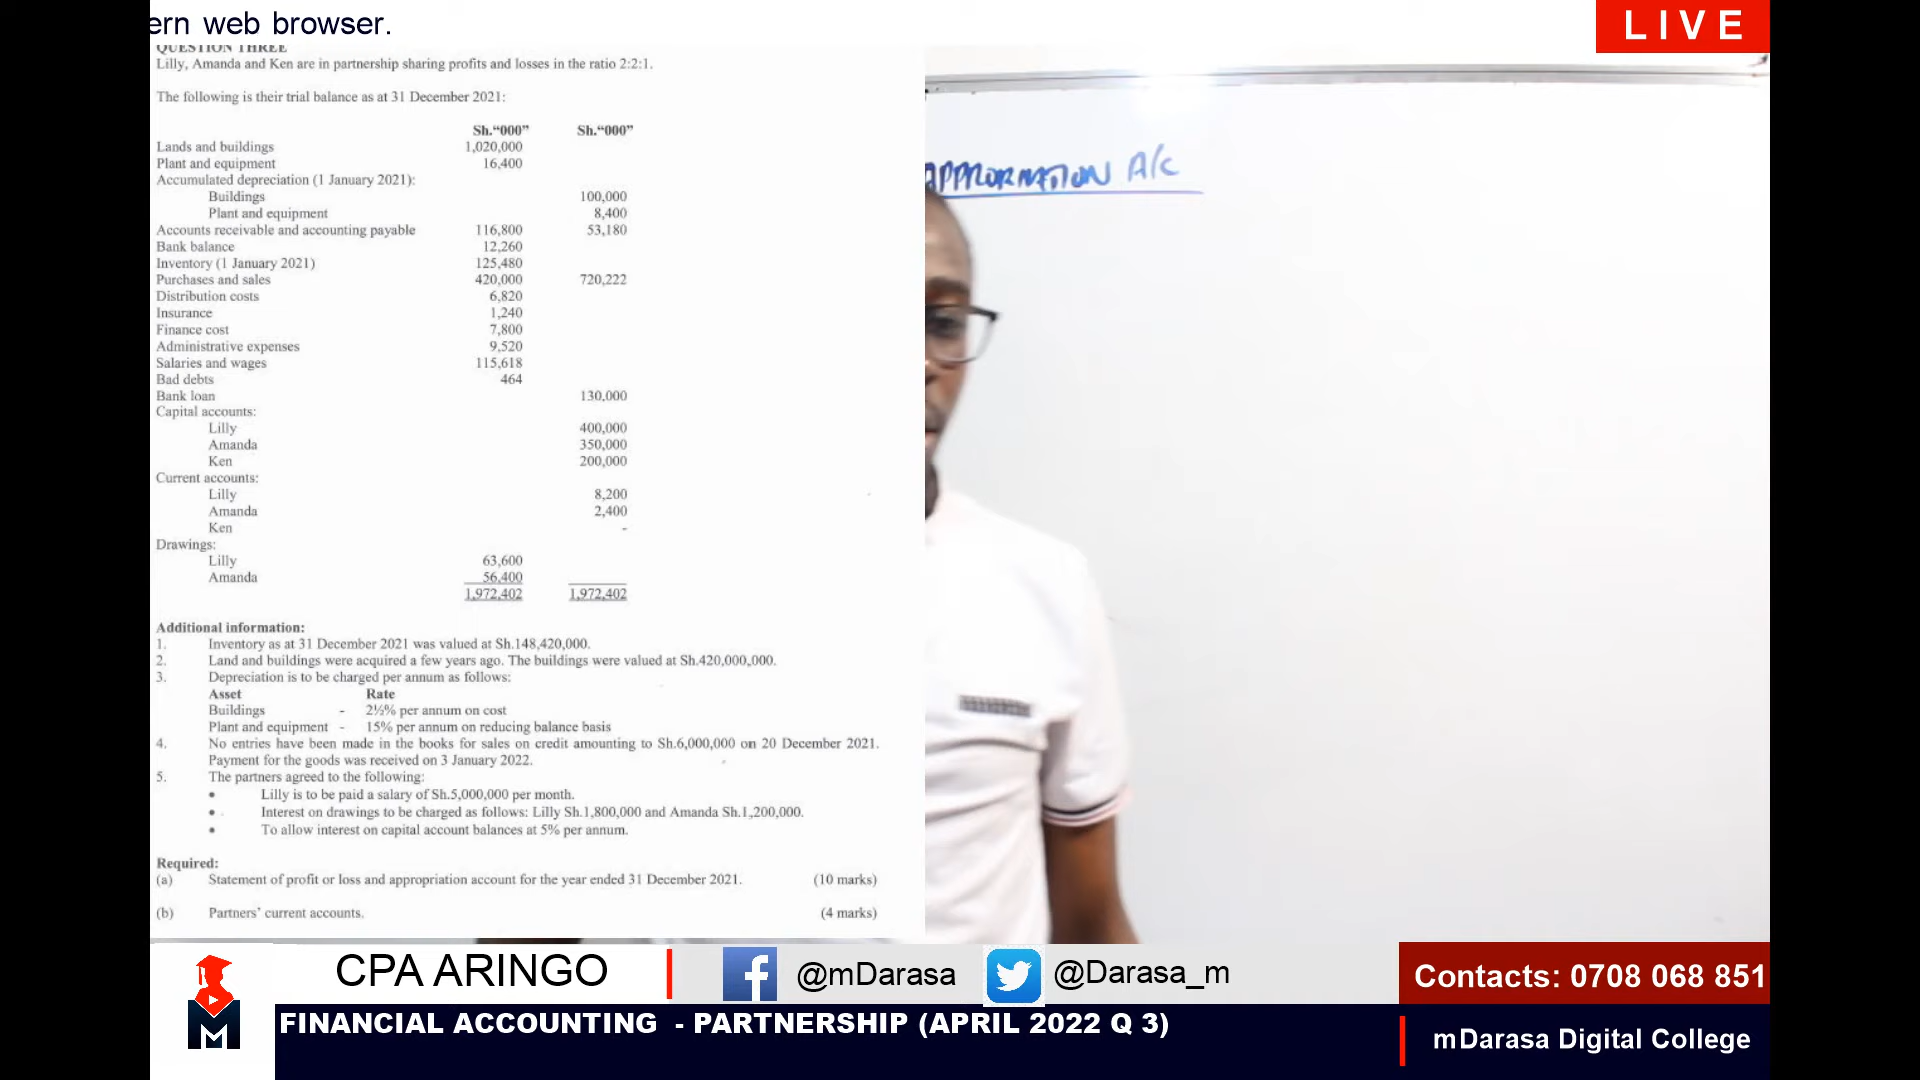 ern web browser.
LIVE
QUESTION THREE
Lilly, Amanda and Ken are in partnership sharing profits and losses in the ratio 2:2:1.
The following is their trial balance as at 31 December 2021:
Sh.“000” Sh.“000”
Lands and buildings 1,020,000
Plant and equipment 16,400
Accumulated depreciation (1 January 2021):
Buildings 100,000
Plant and equipment 8,400
Accounts receivable and accounting payable 116,800 53,180
Bank balance 12,260
Inventory (1 January 2021) 125,480
Purchases and sales 420,000 720,222
Distribution costs 6,820
Insurance 1,240
Finance cost 7,800
Administrative expenses 9,520
Salaries and wages 115,618
Bad debts 464
Bank loan 130,000
Capital accounts:
Lilly 400,000
Amanda 350,000
Ken 200,000
Current accounts:
Lilly 8,200
Amanda 2,400
Ken -
Drawings:
Lilly 63,600
Amanda 56,400
1,972,402 1,972,402
Additional information:
1. Inventory as at 31 December 2021 was valued at Sh.148,420,000.
2. Land and buildings were acquired a few years ago. The buildings were valued at Sh.420,000,000.
3. Depreciation is to be charged per annum as follows:
Asset Rate
Buildings - 2½% per annum on cost
Plant and equipment - 15% per annum on reducing balance basis
4. No entries have been made in the books for sales on credit amounting to Sh.6,000,000 on 20 December 2021.
Payment for the goods was received on 3 January 2022.
5. The partners agreed to the following:
• Lilly is to be paid a salary of Sh.5,000,000 per month.
• Interest on drawings to be charged as follows: Lilly Sh.1,800,000 and Amanda Sh.1,200,000.
• To allow interest on capital account balances at 5% per annum.
Required:
(a) Statement of profit or loss and appropriation account for the year ended 31 December 2021. (10 marks)
(b) Partners’ current accounts. (4 marks)
A/c
CPA ARINGO
@mDarasa
@Darasa_m
Contacts: 0708 068 851
M
FINANCIAL ACCOUNTING - PARTNERSHIP (APRIL 2022 Q 3)
mDarasa Digital College